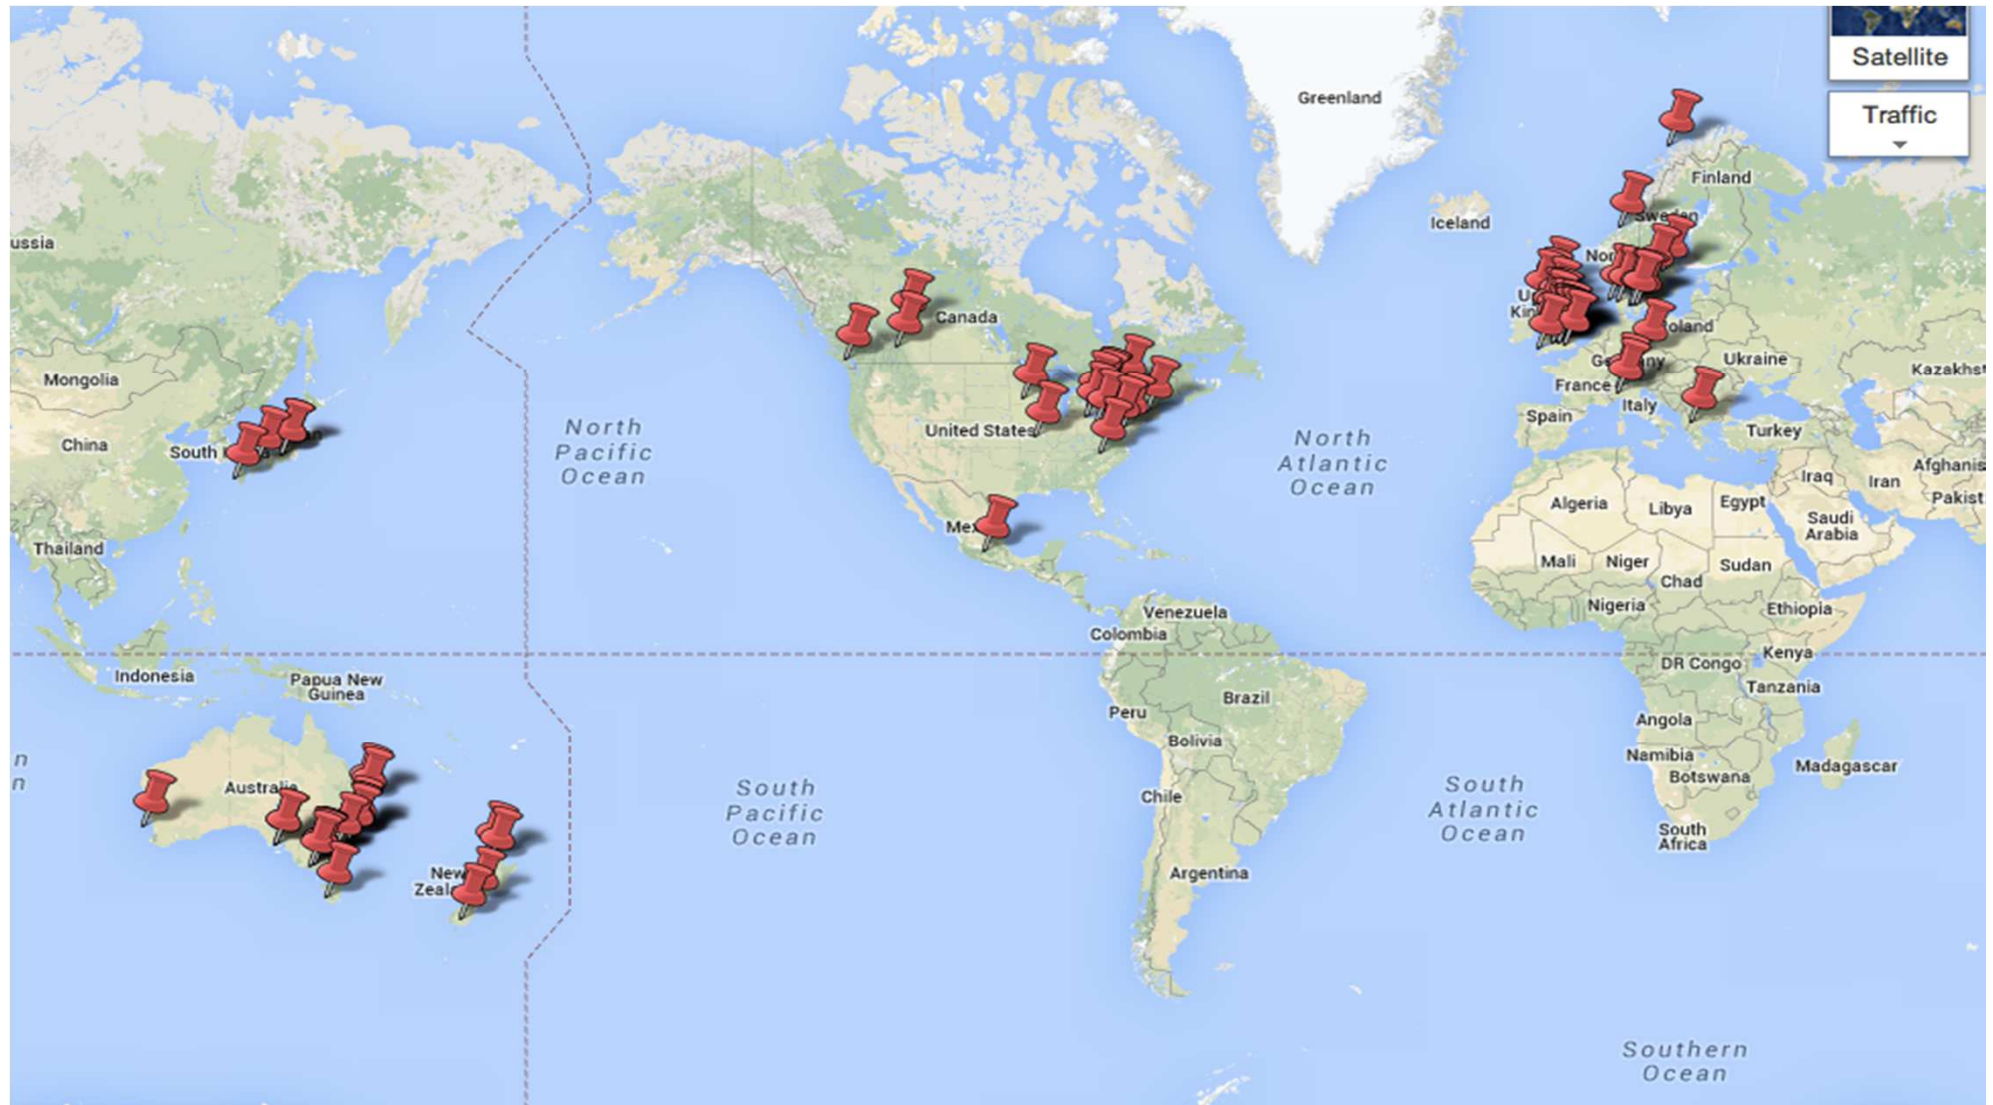 Satellite
Traffic
Greenland
Finland
Iceland
Sweden
ussia
Canada
Poland
Ukraine
Kazakhst
Mongolia
France
Italy
Spain
Turkey
China
South
United States
North
Pacific
Ocean
North
Atlantic
Ocean
Afghanis
Iraq
Iran
Pakist
Algeria
Libya
Egypt
Saudi
Arabia
Mali
Niger
Sudan
Chad
Thailand
Nigeria
Ethiopia
Venezuela
Colombia
Kenya
DR Congo
Tanzania
Indonesia
Papua New
Guinea
Brazil
Peru
Angola
Bolivia
Namibia
Botswana
Madagascar
n
n
Australia
Chile
South
Pacific
Ocean
South
Atlantic
Ocean
South
Africa
New
Argentina
Southern
Ocean